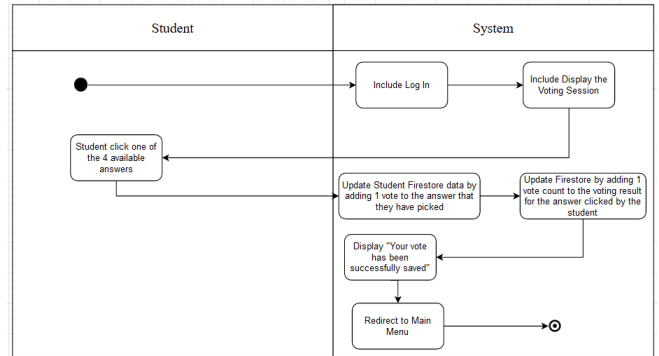 Student
System
Include Log In
Include Display the
Voting Session
Student click one of
the 4 available
answers
Update Student Firestore data by
adding 1 vote to the answer that
they have picked
Update Firestore by adding 1
vote count to the voting result
for the answer clicked by the
student
Display "Your vote
has been
successfully saved"
Redirect to Main
Menu